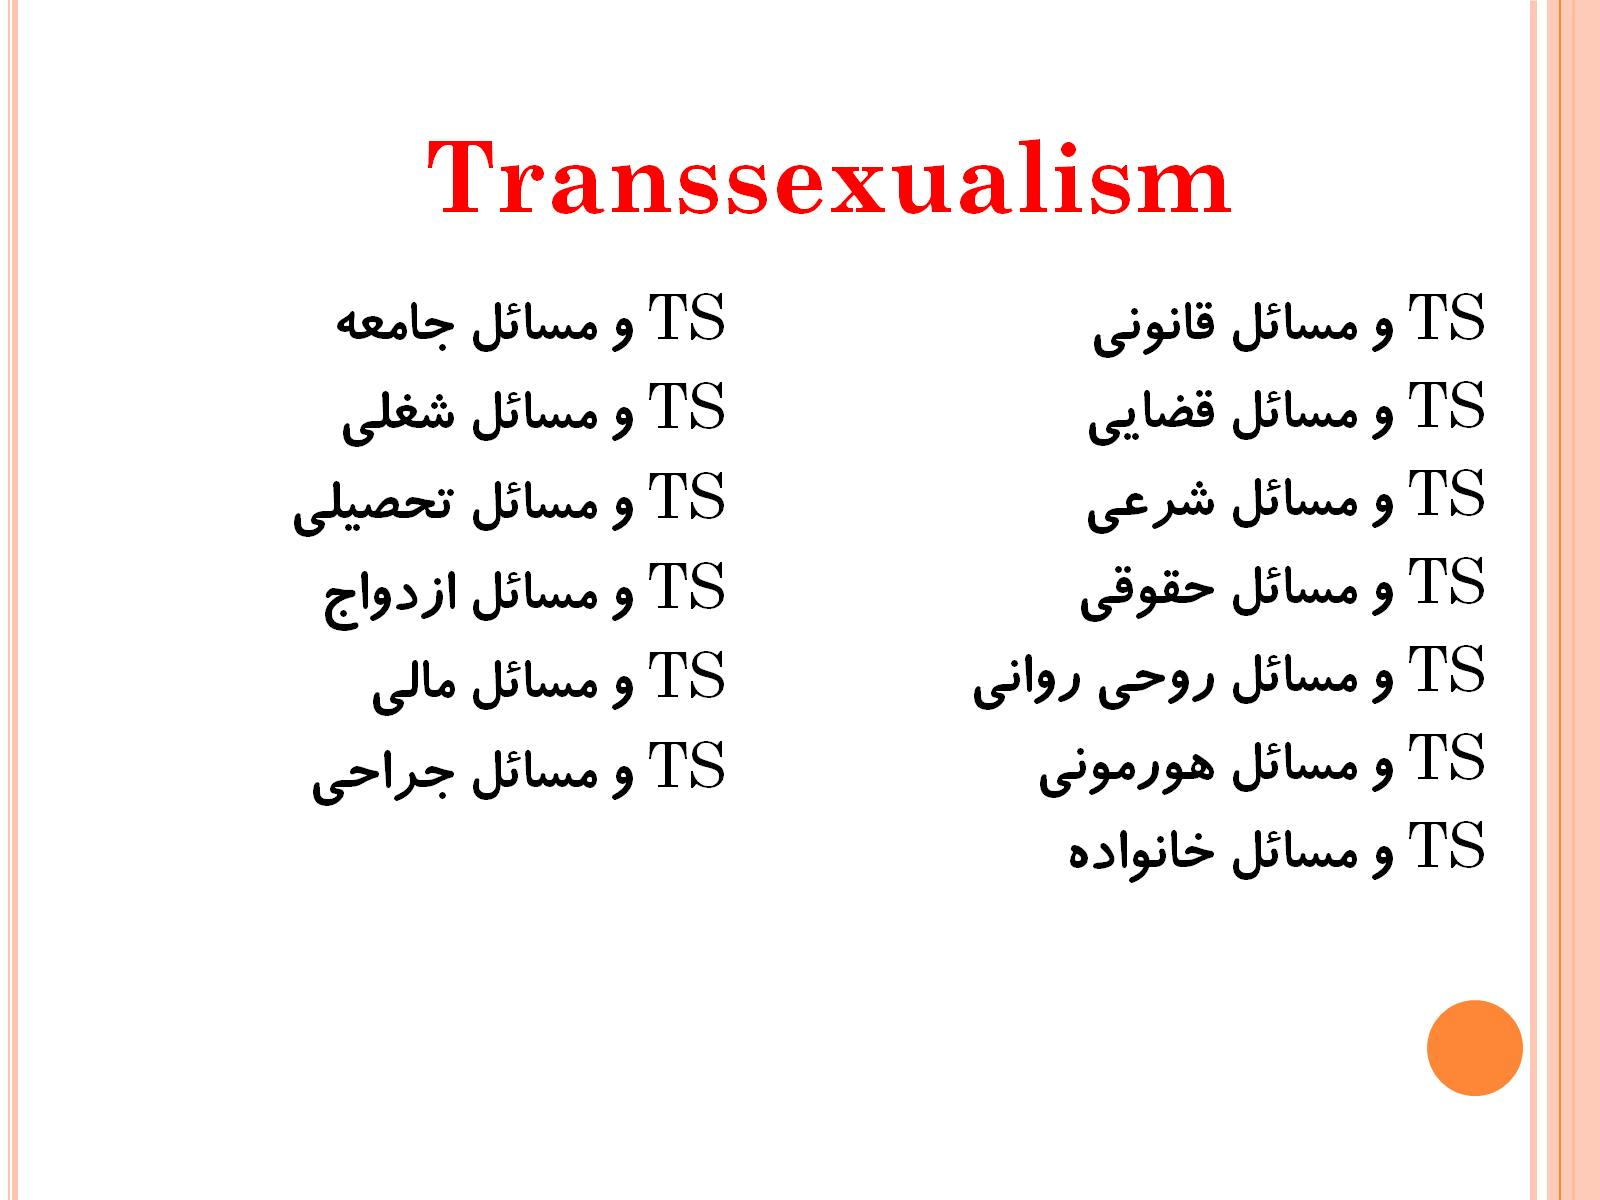 Transsexualism
TS و مسائل قانونی
TS و مسائل قضایی
TS و مسائل شرعی
TS و مسائل حقوقی
TS و مسائل روحی روانی
TS و مسائل هورمونی
TS و مسائل خانواده
TS و مسائل جامعه
TS و مسائل شغلی
TS و مسائل تحصیلی
TS و مسائل ازدواج
TS و مسائل مالی
TS و مسائل جراحی